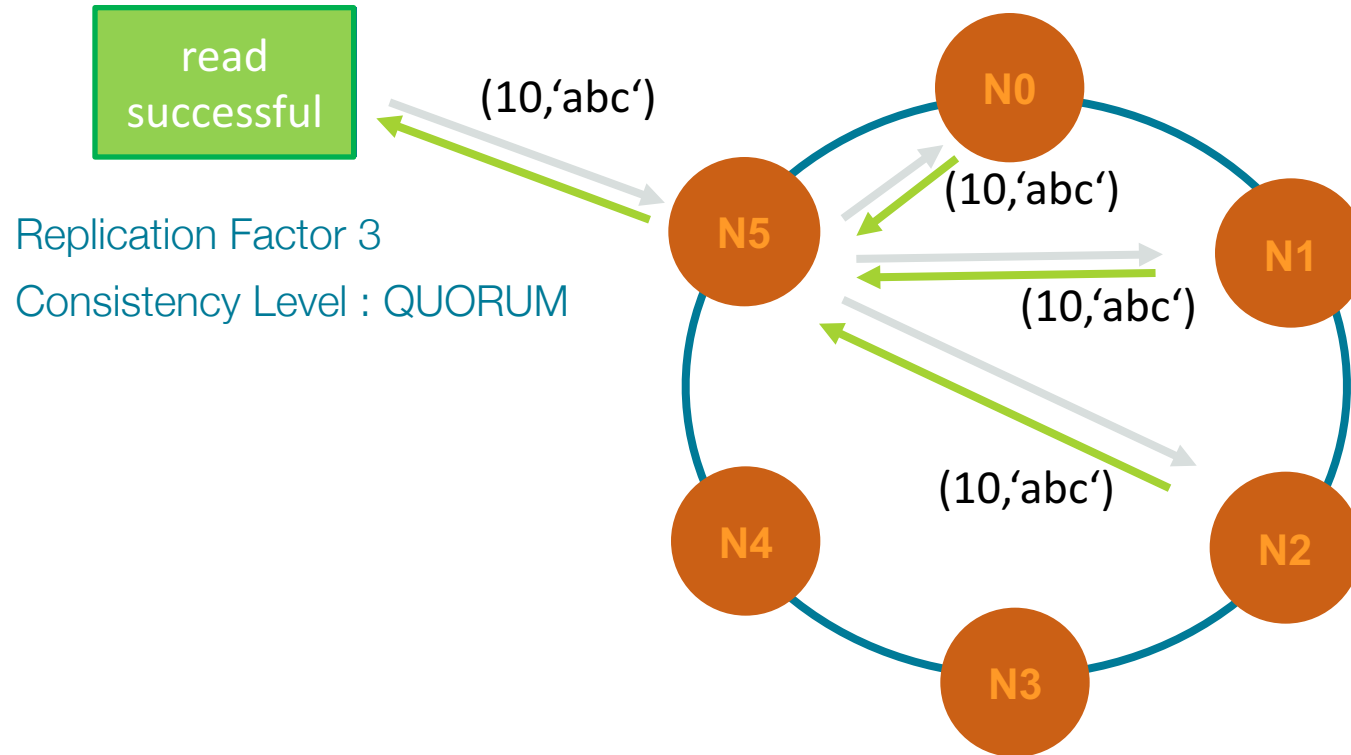 read
successful
(10,‘abc‘)
N0
(10,‘abc‘)
N5
N1
Replication Factor 3
Consistency Level : QUORUM
(10,‘abc‘)
(10,‘abc‘)
N4
N2
N3